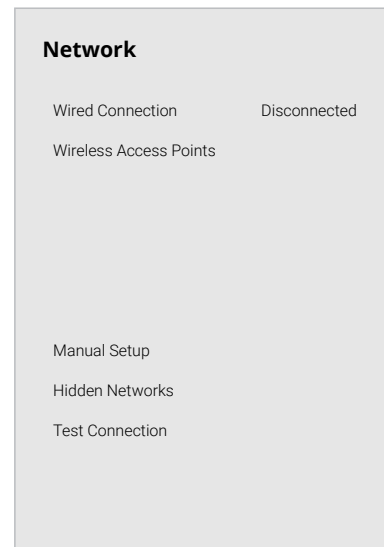 Network
Wired Connection Disconnected
Wireless Access Points
Manual Setup
Hidden Networks
Test Connection